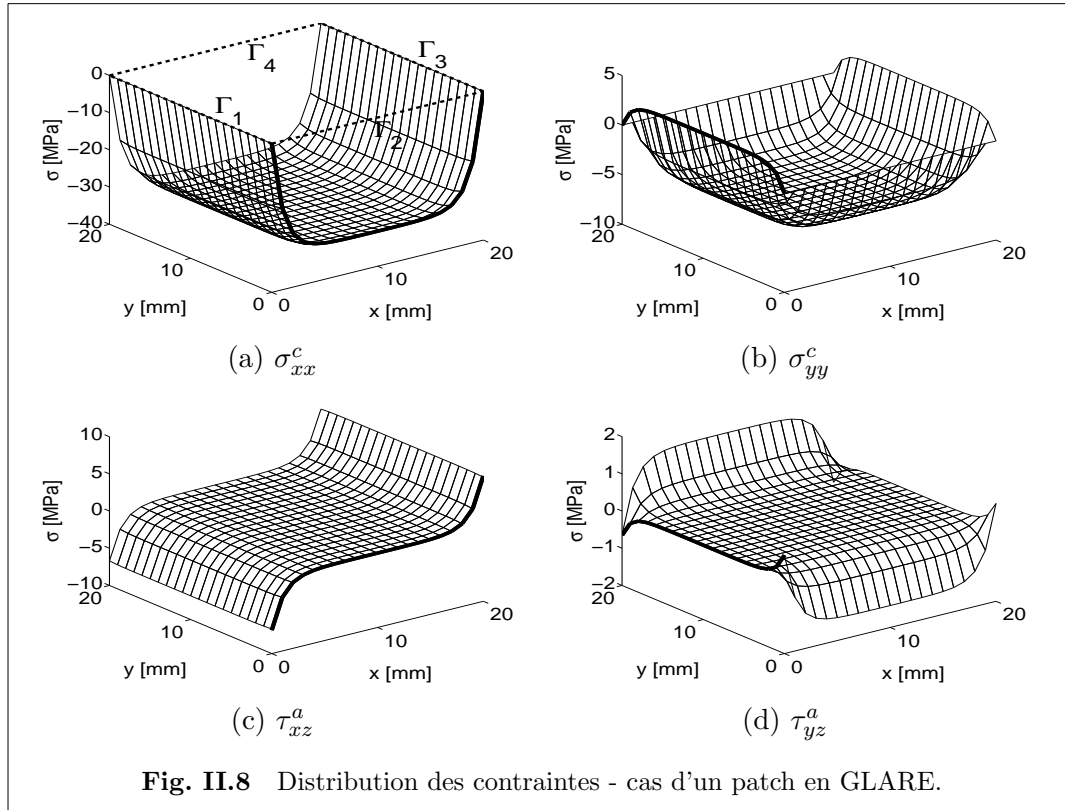 Γ4
Γ3
Γ1
Γ2
0
−10
−20
−30
−40
σ [MPa]
20
10
0
y [mm]
0
10
20
x [mm]
(a) σ^c_xx
5
0
−5
−10
σ [MPa]
20
10
0
y [mm]
0
10
20
x [mm]
(b) σ^c_yy
10
5
0
−5
−10
σ [MPa]
20
10
0
y [mm]
0
10
20
x [mm]
(c) τ^a_xz
2
1
0
−1
−2
σ [MPa]
20
10
0
y [mm]
0
10
20
x [mm]
(d) τ^a_yz
Fig. II.8 Distribution des contraintes - cas d'un patch en GLARE.